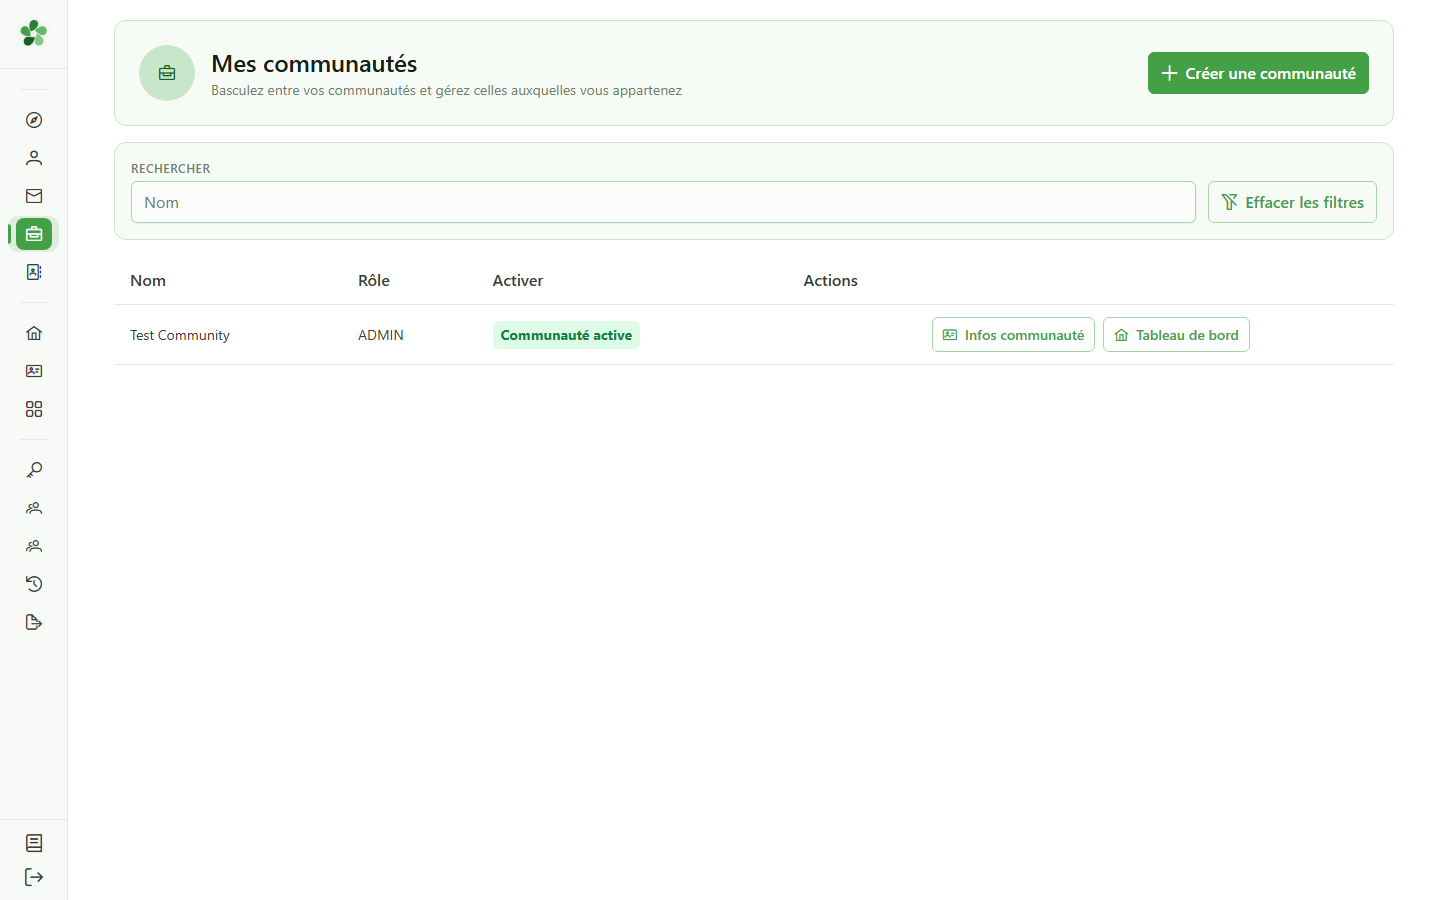 Mes communautés
Basculez entre vos communautés et gérez celles auxquelles vous appartenez
Créer une communauté
RECHERCHER
Nom
Effacer les filtres
Nom Rôle Activer Actions
Test Community ADMIN Communauté active Infos communauté Tableau de bord